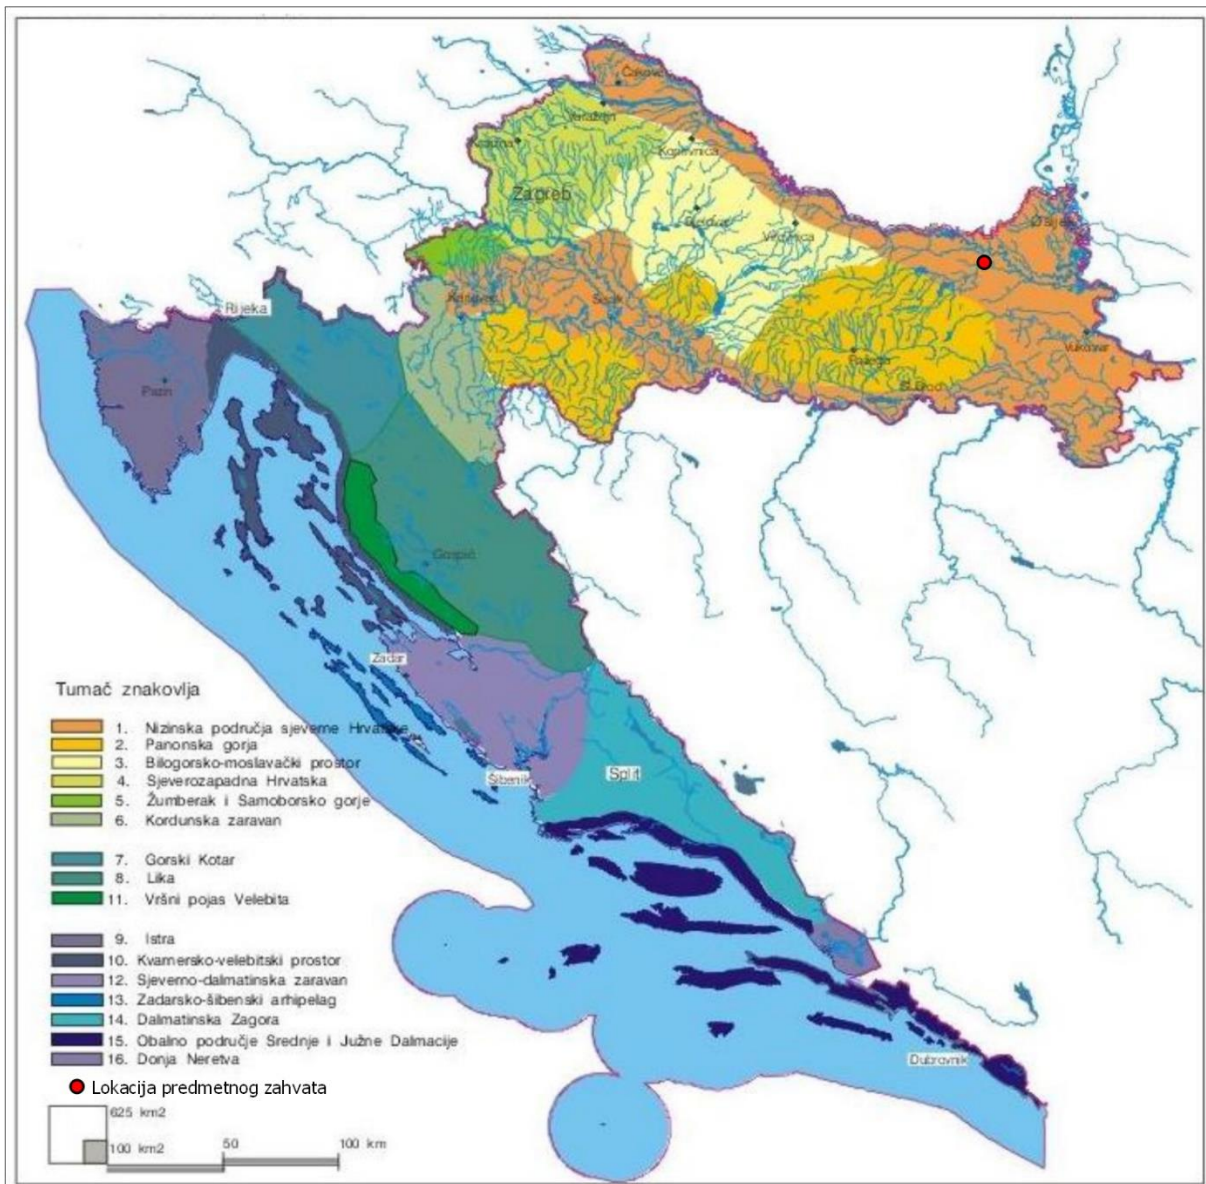 Čakovec
Varaždin
Krapina
Koprivnica
Zagreb
Bjelovar
Virovitica
Osijek
Karlovac
Sisak
Rijeka
Vukovar
Požega
Sl. Brod
Pazin
Gospić
Zadar
Šibenik
Split
Dubrovnik
Tumač znakovlja
1. Nizinska područja sjeverne Hrvatske
2. Panonska gorja
3. Bilogorsko-moslavački prostor
4. Sjeverozapadna Hrvatska
5. Žumberak i Samoborsko gorje
6. Kordunska zaravan
7. Gorski Kotar
8. Lika
11. Vršni pojas Velebita
9. Istra
10. Kvarnersko-velebitski prostor
12. Sjeverno-dalmatinska zaravan
13. Zadarsko-šibenski arhipelag
14. Dalmatinska Zagora
15. Obalno područje Srednje i Južne Dalmacije
16. Donja Neretva
Lokacija predmetnog zahvata
625 km2
100 km2
50
100 km